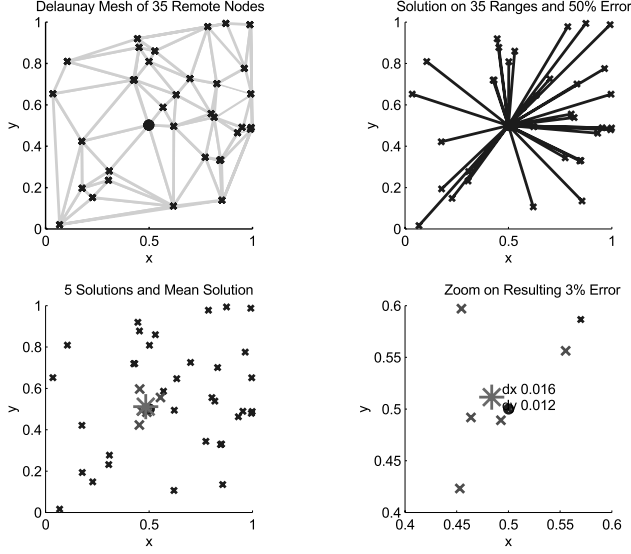 Delaunay Mesh of 35 Remote Nodes
1
0.8
0.6
0.4
0.2
0
y
0
0.5
1
x
Solution on 35 Ranges and 50% Error
1
0.8
0.6
0.4
0.2
0
y
0
0.5
1
x
5 Solutions and Mean Solution
1
0.8
0.6
0.4
0.2
0
y
0
0.5
1
x
Zoom on Resulting 3% Error
0.6
0.55
0.5
0.45
0.4
y
dx 0.016
dy 0.012
0.4
0.45
0.5
0.55
0.6
x